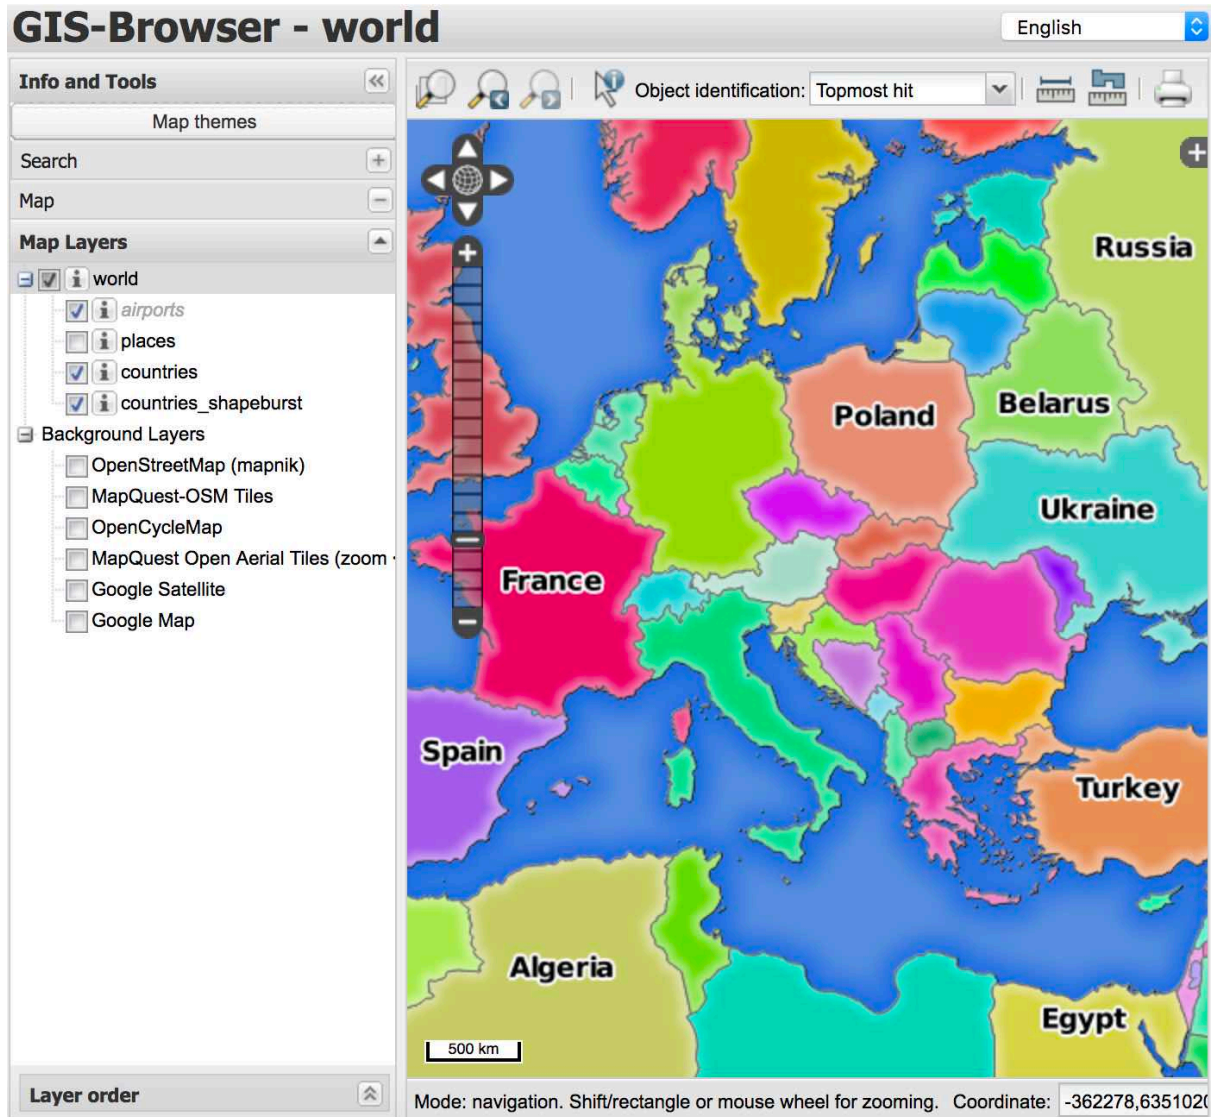 GIS-Browser - world
English
Info and Tools
Map themes
Search
Map
Map Layers
world
airports
places
countries
countries_shapeburst
Background Layers
OpenStreetMap (mapnik)
MapQuest-OSM Tiles
OpenCycleMap
MapQuest Open Aerial Tiles (zoom
Google Satellite
Google Map
Layer order
Object identification: Topmost hit
Russia
Belarus
Poland
Ukraine
France
Spain
Turkey
Algeria
Egypt
500 km
Mode: navigation. Shift/rectangle or mouse wheel for zooming. Coordinate: -362278,6351020